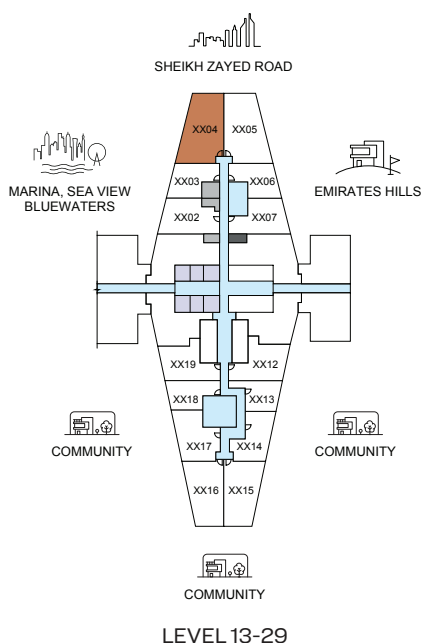 SHEIKH ZAYED ROAD
XX04 XX05
MARINA, SEA VIEW
BLUEWATERS
XX03 XX06
EMIRATES HILLS
XX02 XX07
XX19 XX12
XX18 XX13
COMMUNITY
XX17 XX14
COMMUNITY
XX16 XX15
COMMUNITY
LEVEL 13-29